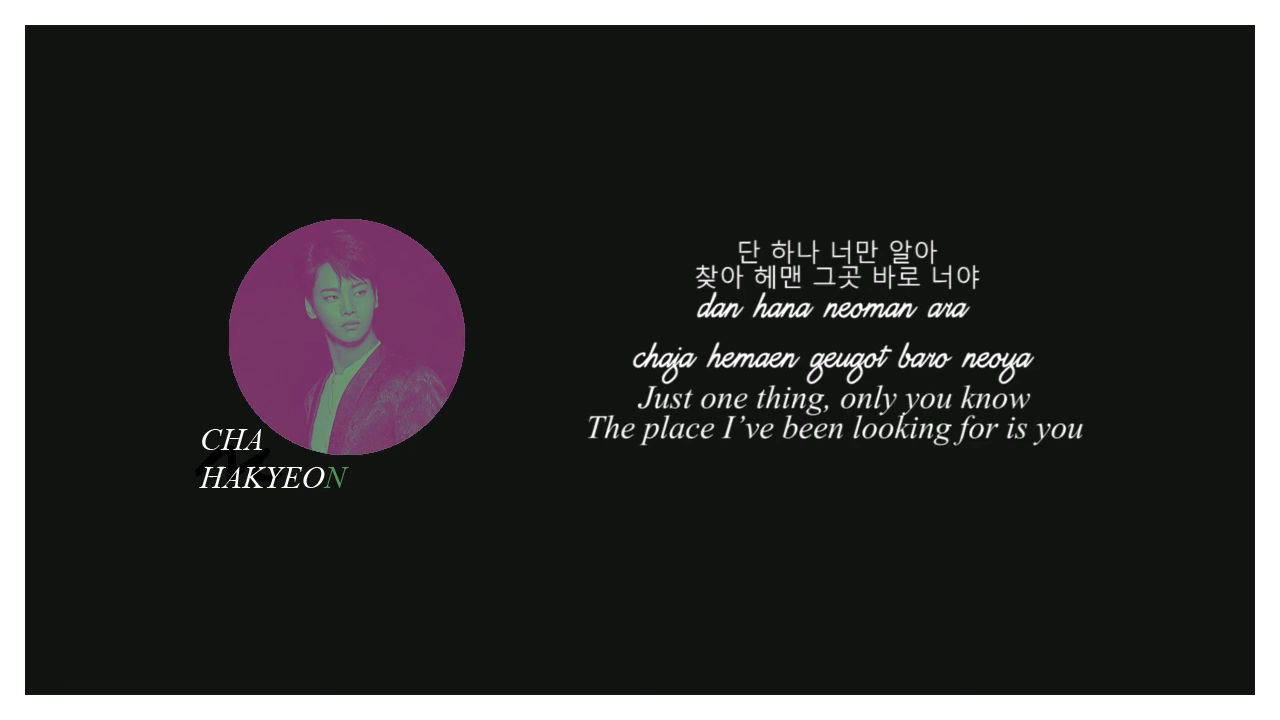 CHA
HAKYEON
단 하나 너만 알아
찾아 헤맨 그곳 바로 너야
dan hana neoman ara
chaja hemaen geugot baro neoya
Just one thing, only you know
The place I’ve been looking for is you